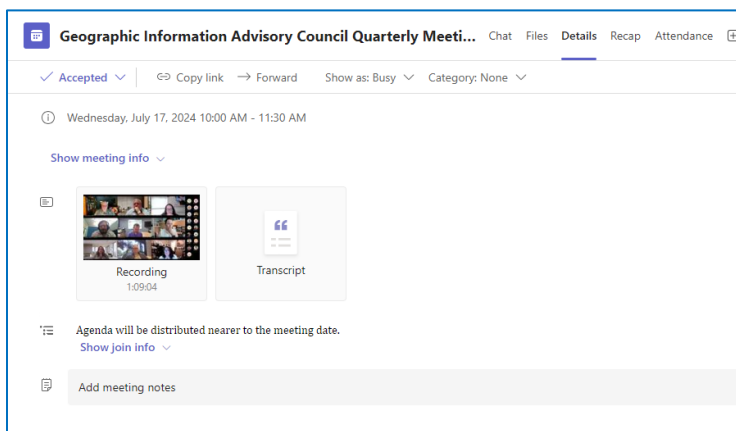 Geographic Information Advisory Council Quarterly Meeti... Chat Files Details Recap Attendance
Accepted Copy link Forward Show as: Busy Category: None
Wednesday, July 17, 2024 10:00 AM - 11:30 AM
Show meeting info
Recording
1:09:04
Transcript
Agenda will be distributed nearer to the meeting date.
Show join info
Add meeting notes